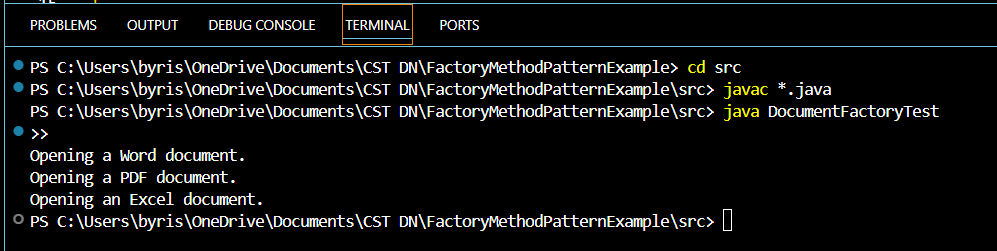 PROBLEMS OUTPUT DEBUG CONSOLE TERMINAL PORTS
PS C:\Users\byris\OneDrive\Documents\CST DN\FactoryMethodPatternExample> cd src
PS C:\Users\byris\OneDrive\Documents\CST DN\FactoryMethodPatternExample\src> javac *.java
PS C:\Users\byris\OneDrive\Documents\CST DN\FactoryMethodPatternExample\src> java DocumentFactoryTest
>>
Opening a Word document.
Opening a PDF document.
Opening an Excel document.
PS C:\Users\byris\OneDrive\Documents\CST DN\FactoryMethodPatternExample\src>